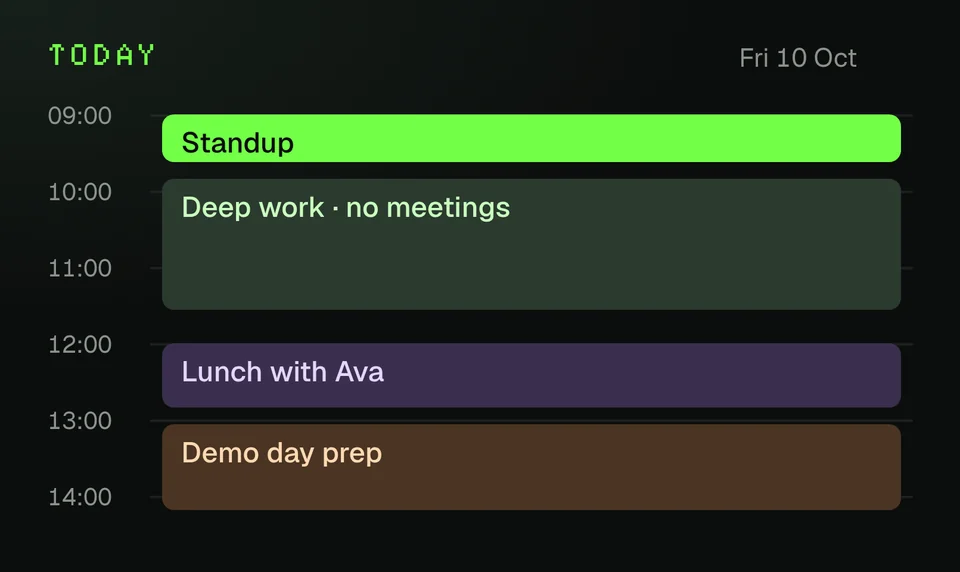 TODAY
Fri 10 Oct
09:00
Standup
10:00
Deep work · no meetings
11:00
12:00
Lunch with Ava
13:00
Demo day prep
14:00